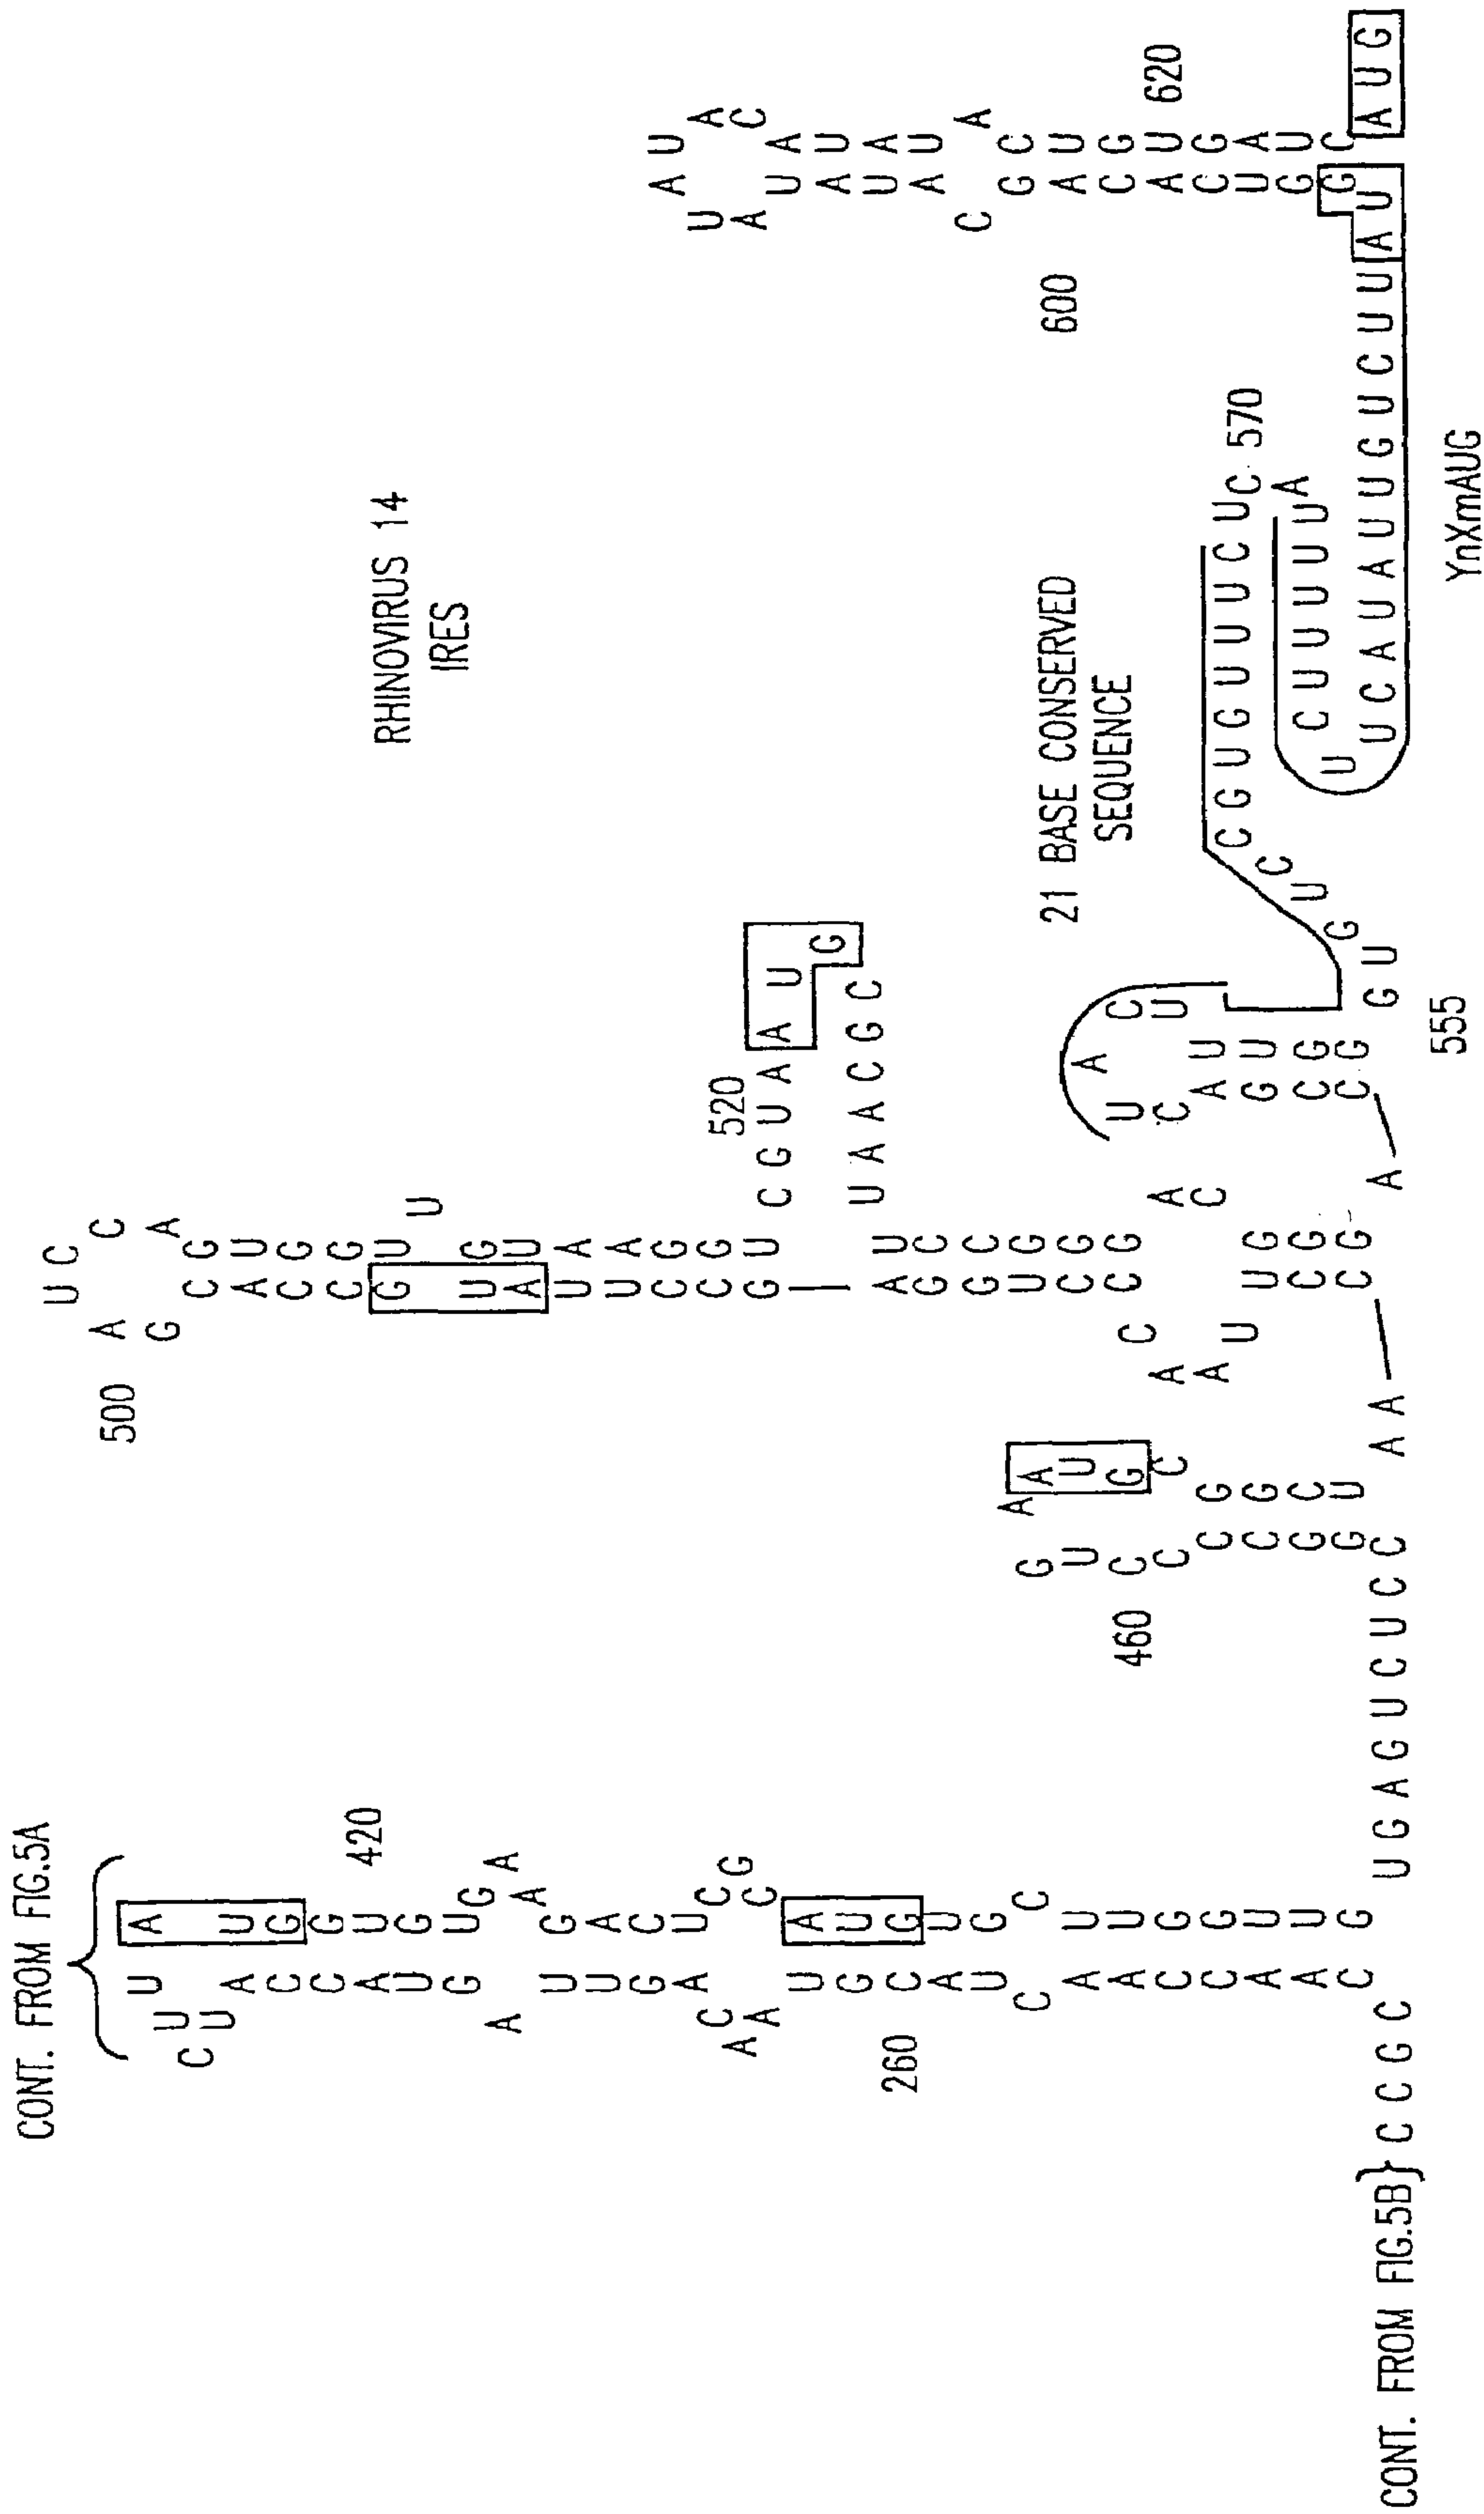 CONT. FROM FIG.5A
U A
U
C
U
A U
C G
C G
420
A U
U G
G U
G
A A
A
U G
U A
G C
A U
C C
A G
A C
U A
G U
260
C G
A U
U G
C C
A U
A U
C G
C G
A U
A U
C G
CONT. FROM FIG.5B C C G C
U G A G U C U C C
G A
U A
C U
460
C G
C C
C G
C G
G C
G U
A A
U C
500
A C
G A
C G
A U
C G
C G
G U
U
U G
A U
U A
U A
C G
C G
G U
520
C G U A A U
G
U A A C G C
A U
G C
G C
U G
C G
C G
C
A A
A C
U
U G
C G
C G
A
A
U C
C U
A U
G U
C G
C G
555
G U
G
U
C
RHINOVIRUS 14
IRES
21 BASE CONSERVED
SEQUENCE
C G U G U U U C U C 570
A
C U U U U U
U
U C A U A U U G U C U U A U
YnXmAUG
A U
U A
A C
U A
A U
U A
A U
C A
G C
600
A U
C G
A U 620
C G
U A
G U
G C
A U G